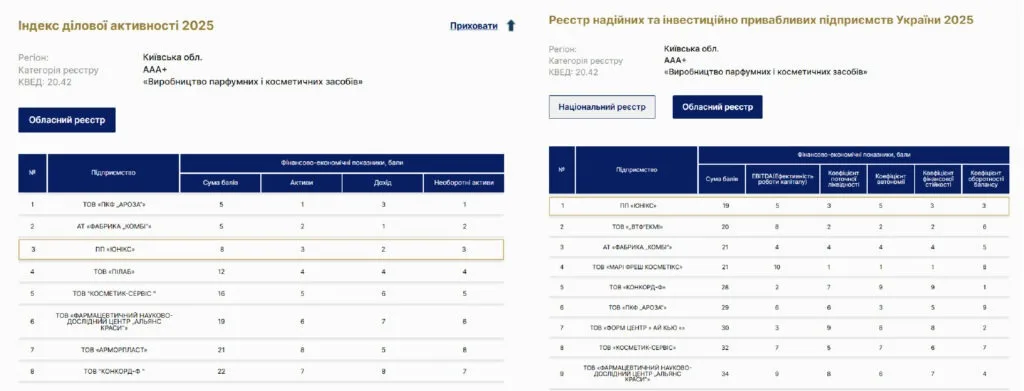 Індекс ділової активності 2025
Приховати
Регіон: Київська обл.
Категорія реєстру ААА+
КВЕД: 20.42 «Виробництво парфумних і косметичних засобів»
Обласний реєстр
№ Підприємство Фінансово-економічні показники, бали
Сума балів Активи Дохід Необоротні активи
1 ТОВ «ПКФ „АРОЗА"» 5 1 3 1
2 АТ «ФАБРИКА „КОМБІ"» 5 2 1 2
3 ПП «ЮНІКС» 8 3 2 3
4 ТОВ «ПІЛАБ» 12 4 4 4
5 ТОВ "КОСМЕТИК-СЕРВІС " 16 5 6 5
6 ТОВ «ФАРМАЦЕВТИЧНИЙ НАУКОВО-
ДОСЛІДНИЙ ЦЕНТР „АЛЬЯНС
КРАСИ"» 19 6 7 6
7 ТОВ «АРМОРПЛАСТ» 21 8 5 8
8 ТОВ "КОНКОРД-Ф " 22 7 8 7
Реєстр надійних та інвестиційно привабливих підприємств України 2025
Регіон: Київська обл.
Категорія реєстру ААА+
КВЕД: 20.42 «Виробництво парфумних і косметичних засобів»
Національний реєстр Обласний реєстр
№ Підприємство Фінансово-економічні показники, бали
Сума балів EBITDA(Ефективність
роботи капіталу) Коефіцієнт
поточної
ліквідності Коефіцієнт
автономії Коефіцієнт
фінансової
стійкості Коефіцієнт
оборотності
балансу
1 ПП «ЮНІКС» 19 5 3 5 3 3
2 ТОВ «„ВТФ"ЕКМІ» 20 8 2 2 2 6
3 АТ «ФАБРИКА „КОМБІ"» 21 4 4 4 4 5
4 ТОВ «МАРІ ФРЕШ КОСМЕТІКС» 21 10 1 1 1 8
5 ТОВ «КОНКОРД-Ф» 28 2 7 9 9 1
6 ТОВ «ПКФ „АРОЗА"» 29 6 6 3 5 9
7 ТОВ «ФОРМ ЦЕНТР « АЙ КЬЮ «» 30 3 9 6 8 2
8 ТОВ «КОСМЕТИК-СЕРВІС» 32 7 5 7 6 7
9 ТОВ «ФАРМАЦЕВТИЧНИЙ НАУКОВО-
ДОСЛІДНИЙ ЦЕНТР „АЛЬЯНС
КРАСИ"» 34 9 8 6 7 4